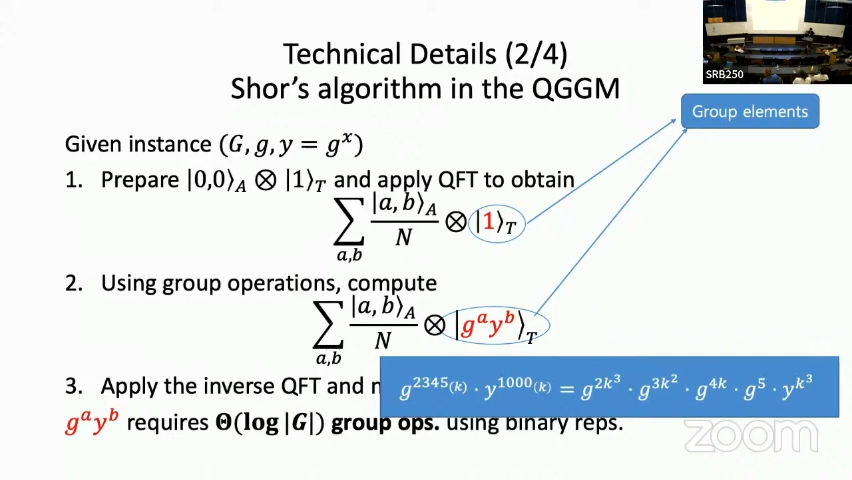 Technical Details (2/4)
Shor's algorithm in the QGGM
SRB250
Group elements
Given instance (G, g, y = g^x)
1. Prepare |0,0⟩_A ⊗ |1⟩_T and apply QFT to obtain
∑_{a,b} |a, b⟩_A / N ⊗ |1⟩_T
2. Using group operations, compute
∑_{a,b} |a, b⟩_A / N ⊗ |g^a y^b⟩_T
3. Apply the inverse QFT and
g^{2345_{(k)}} · y^{1000_{(k)}} = g^{2k^3} · g^{3k^2} · g^{4k} · g^5 · y^{k^3}
g^a y^b requires Θ(log |G|) group ops. using binary reps.
zoom